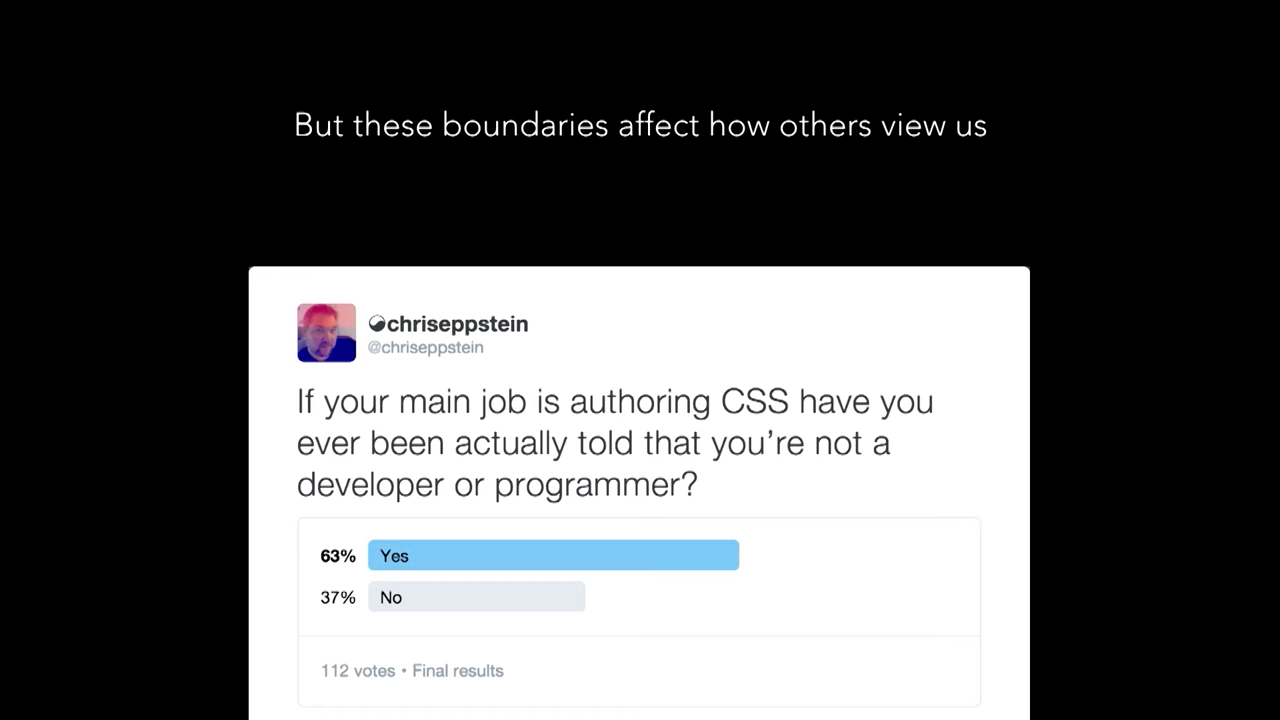 But these boundaries affect how others view us
chriseppstein
@chriseppstein
If your main job is authoring CSS have you
ever been actually told that you’re not a
developer or programmer?
63% Yes
37% No
112 votes • Final results